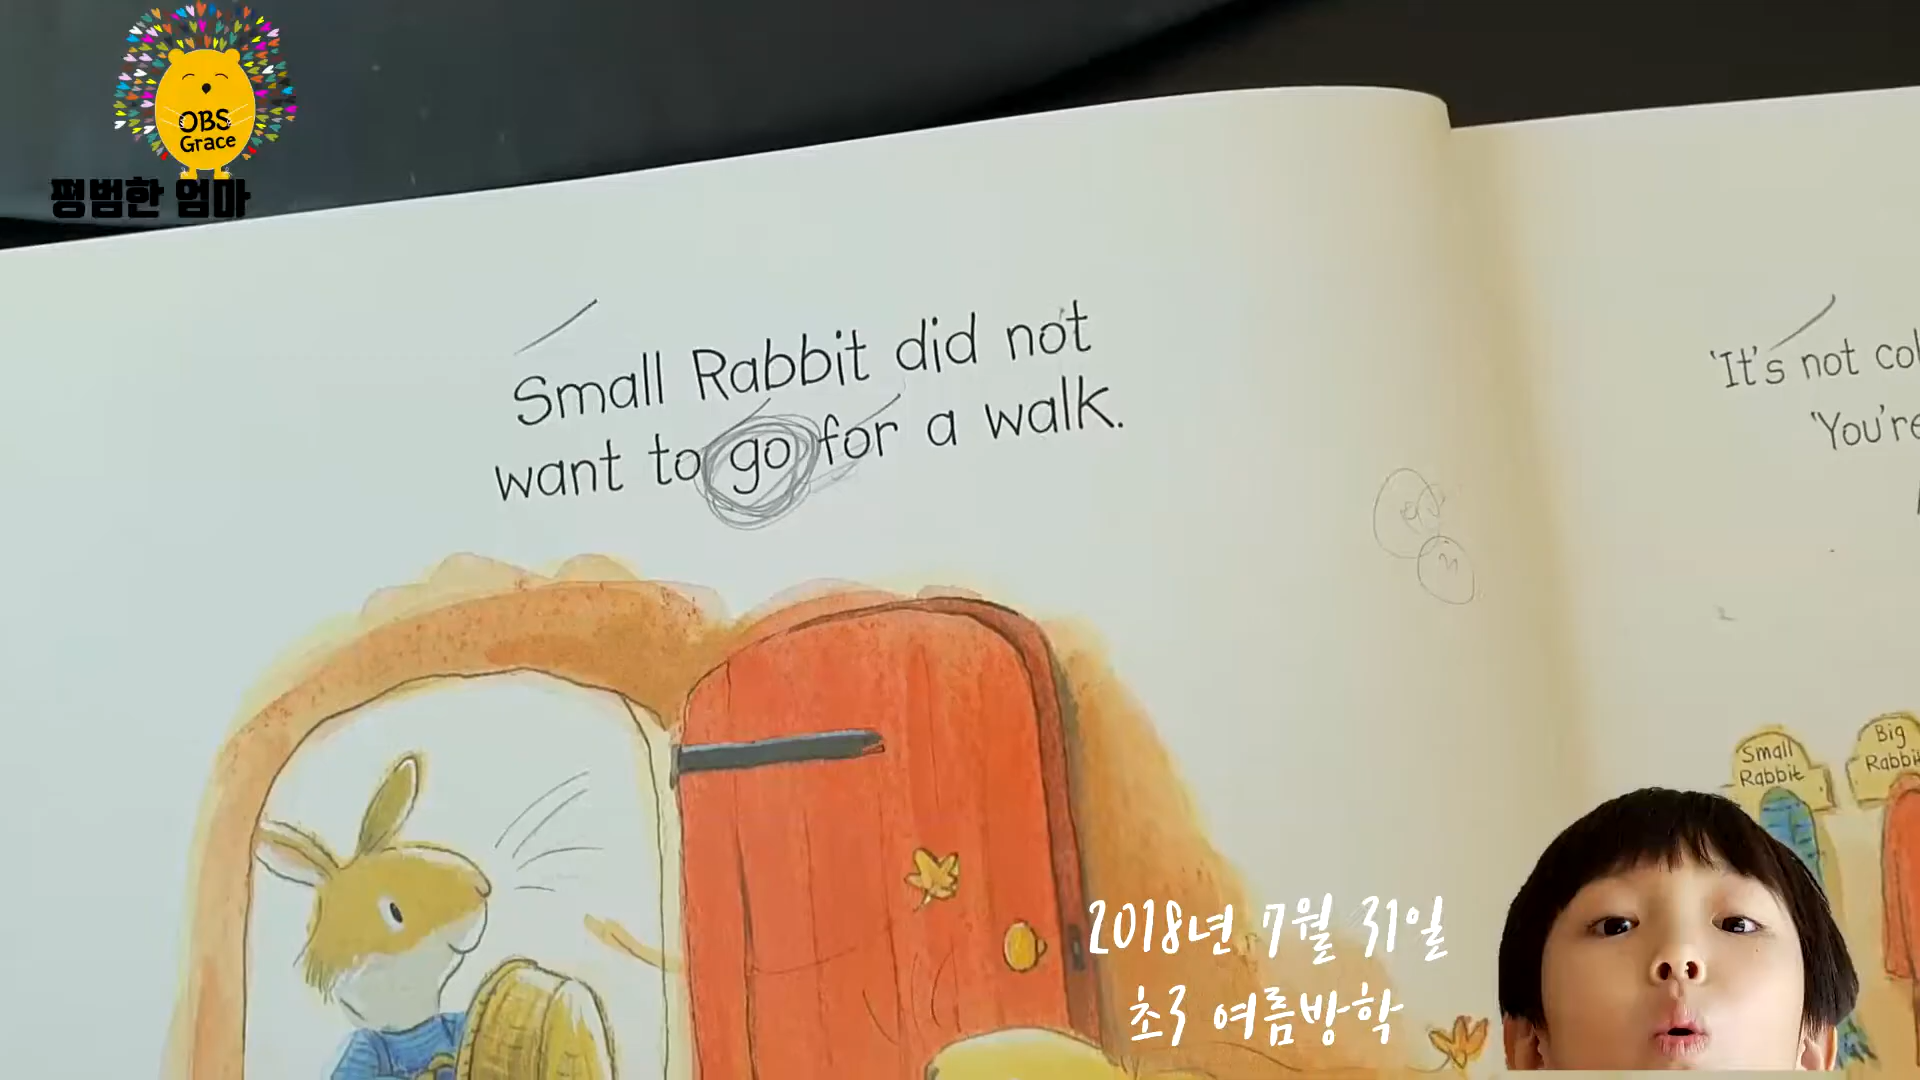 OBS
Grace
평범한 엄마
Small Rabbit did not
want to go for a walk.
'It's not
'You're
Small
Rabbit
Big
Rabbit
2018년 7월 31일
초3 여름방학